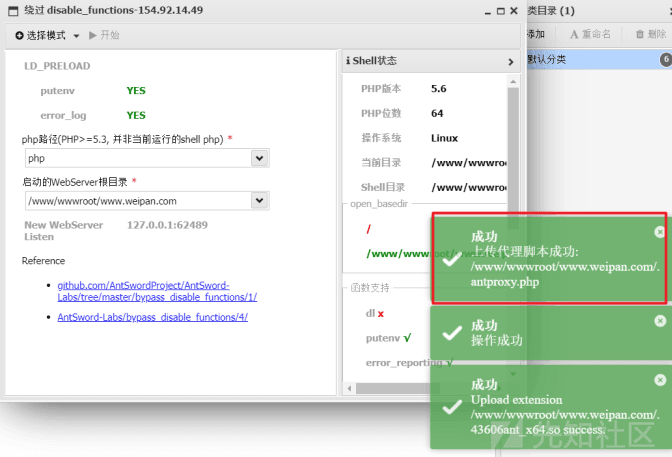 绕过 disable_functions-154.92.14.49
选择模式 开始
LD_PRELOAD
putenv YES
error_log YES
php路径(PHP>=5.3, 并非当前运行的shell php) *
php
启动的WebServer根目录 *
/www/wwwroot/www.weipan.com
New WebServer Listen 127.0.0.1:62489
Reference
github.com/AntSwordProject/AntSword-
Labs/tree/master/bypass_disable_functions/1/
AntSword-Labs/bypass_disable_functions/4/
Shell状态
PHP版本 5.6
PHP位数 64
操作系统 Linux
当前目录 /www/wwwro
Shell目录 /www/wwwro
open_basedir
/
/www/wwwroot/www.weipan
函数支持
dl x
putenv √
error_reporting √
类目录 (1)
添加 重命名 删除
默认分类 6
成功
上传代理脚本成功:
/www/wwwroot/www.weipan.com/
.antproxy.php
成功
操作成功
成功
Upload extension
/www/wwwroot/www.weipan.com/.
43606ant_x64.so success.
先知社区